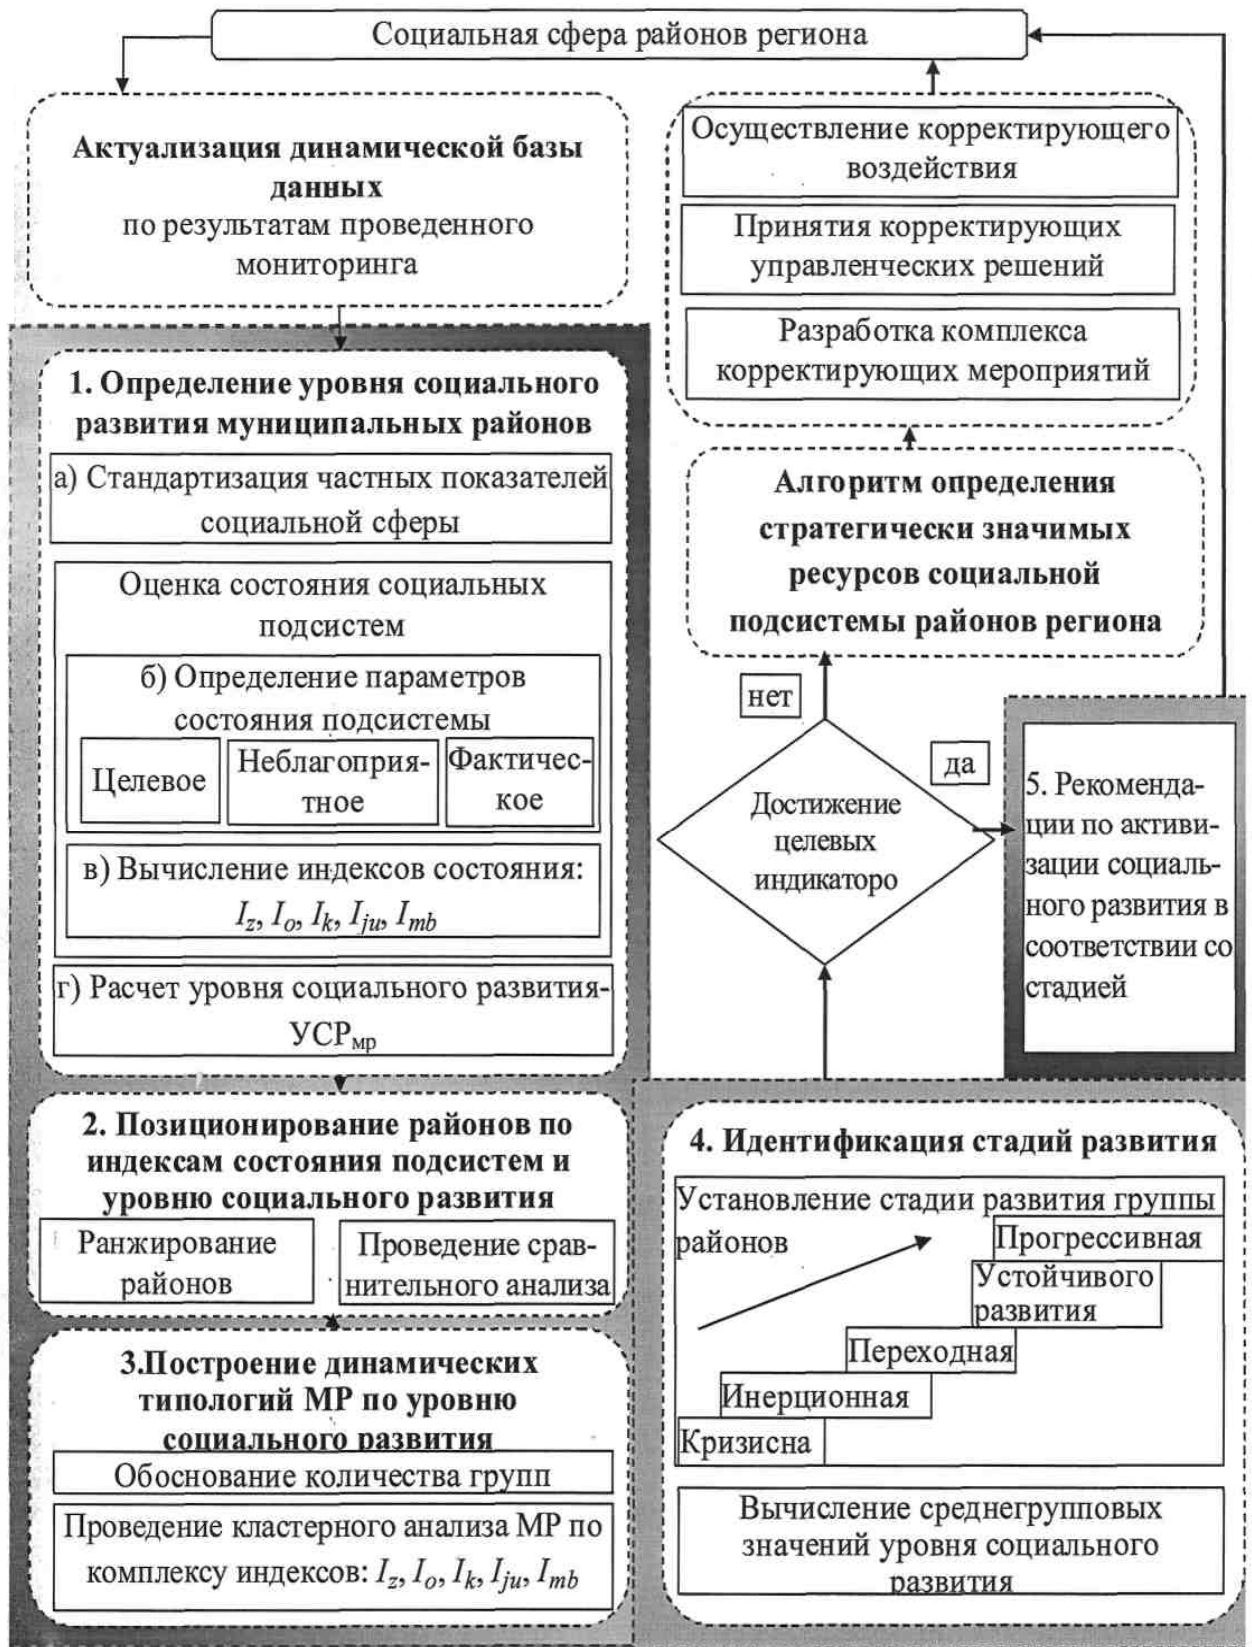 Социальная сфера районов региона
Актуализация динамической базы
данных
по результатам проведенного
мониторинга
1. Определение уровня социального
развития муниципальных районов
а) Стандартизация частных показателей
социальной сферы
Оценка состояния социальных
подсистем
б) Определение параметров
состояния подсистемы
Целевое
Неблагоприя-
тное
Фактичес-
кое
в) Вычисление индексов состояния:
I_z, I_o, I_k, I_ju, I_mb
г) Расчет уровня социального развития-
УСР_мр
2. Позиционирование районов по
индексам состояния подсистем и
уровню социального развития
Ранжирование
районов
Проведение срав-
нительного анализа
3.Построение динамических
типологий МР по уровню
социального развития
Обоснование количества групп
Проведение кластерного анализа МР по
комплексу индексов: I_z, I_o, I_k, I_ju, I_mb
Осуществление корректирующего
воздействия
Принятия корректирующих
управленческих решений
Разработка комплекса
корректирующих мероприятий
Алгоритм определения
стратегически значимых
ресурсов социальной
подсистемы районов региона
нет
да
Достижение
целевых
индикаторо
5. Рекоменда-
ции по активи-
зации социаль-
ного развития в
соответствии со
стадией
4. Идентификация стадий развития
Установление стадии развития группы
районов
Прогрессивная
Устойчивого
развития
Переходная
Инерционная
Кризисна
Вычисление среднегрупповых
значений уровня социального
развития